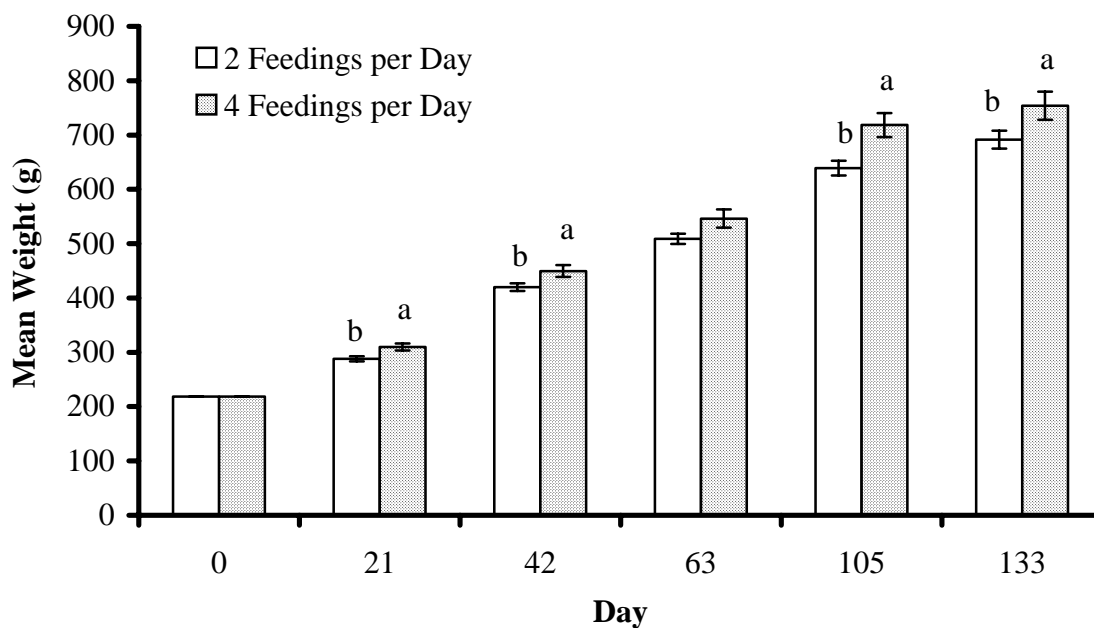 900
800
700
600
500
400
300
200
100
0
Mean Weight (g)
2 Feedings per Day
4 Feedings per Day
b a
b a
b a
b a
0 21 42 63 105 133
Day